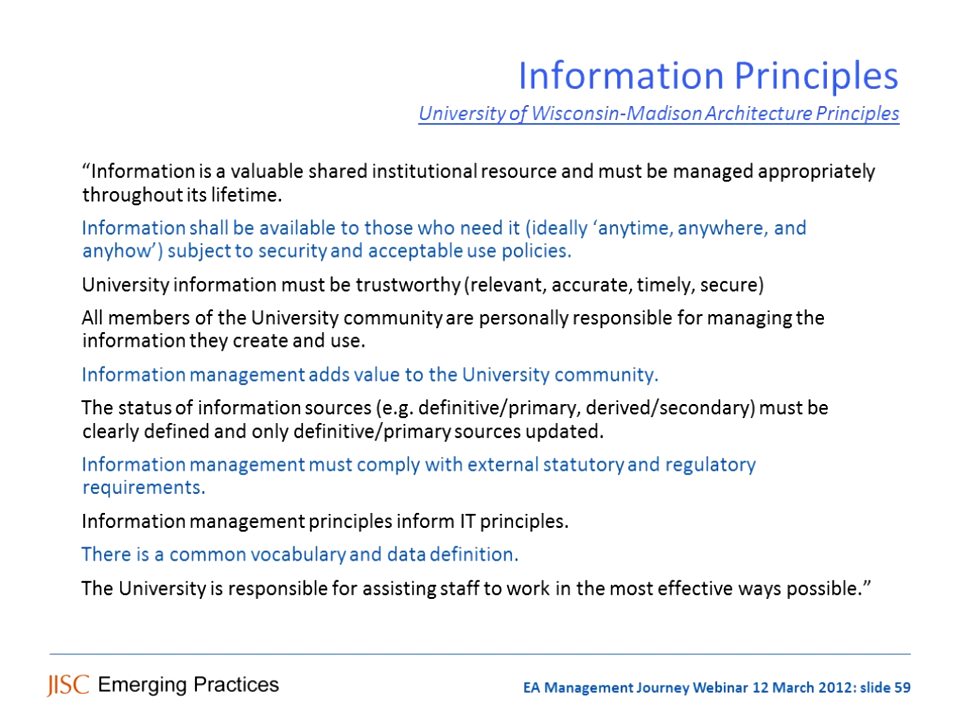 Information Principles
University of Wisconsin-Madison Architecture Principles
“Information is a valuable shared institutional resource and must be managed appropriately
throughout its lifetime.
Information shall be available to those who need it (ideally ‘anytime, anywhere, and
anyhow’) subject to security and acceptable use policies.
University information must be trustworthy (relevant, accurate, timely, secure)
All members of the University community are personally responsible for managing the
information they create and use.
Information management adds value to the University community.
The status of information sources (e.g. definitive/primary, derived/secondary) must be
clearly defined and only definitive/primary sources updated.
Information management must comply with external statutory and regulatory
requirements.
Information management principles inform IT principles.
There is a common vocabulary and data definition.
The University is responsible for assisting staff to work in the most effective ways possible.”
JISC Emerging Practices
EA Management Journey Webinar 12 March 2012: slide 59